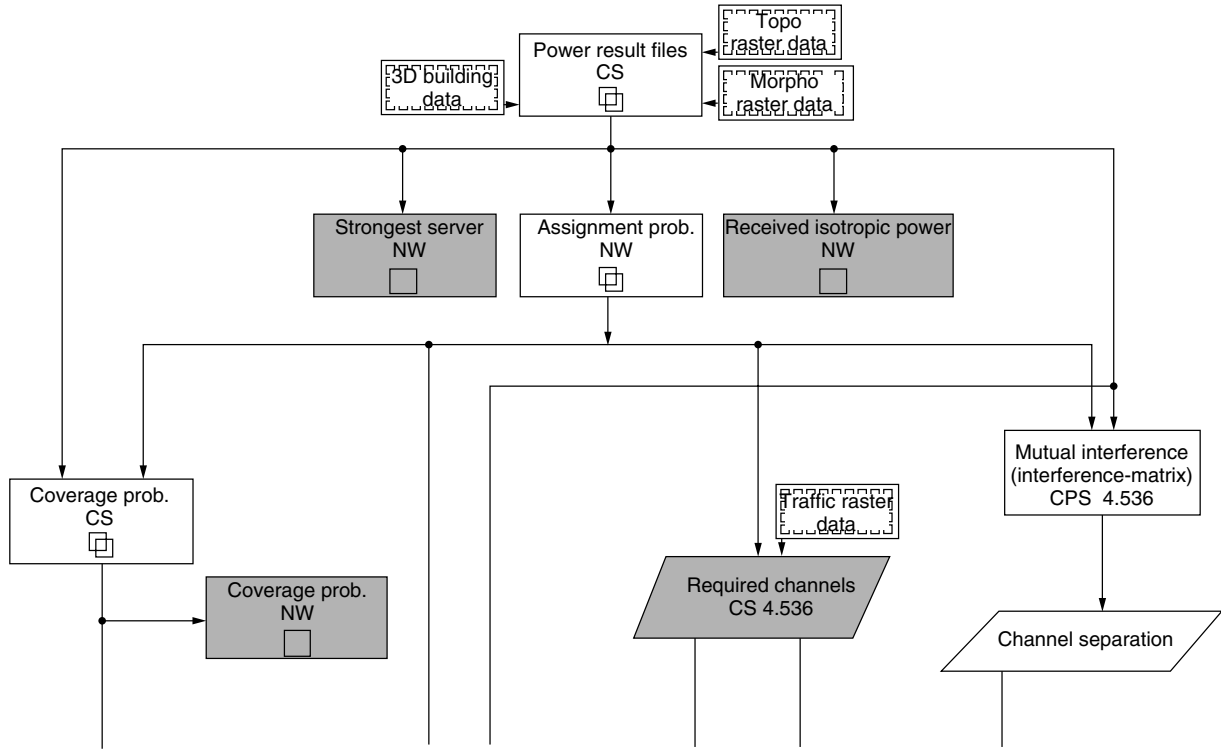 Topo
raster data
Power result files
CS
3D building
data
Morpho
raster data
Strongest server
NW
Assignment prob.
NW
Received isotropic power
NW
Mutual interference
(interference-matrix)
CPS 4.536
Coverage prob.
CS
Traffic raster
data
Coverage prob.
NW
Required channels
CS 4.536
Channel separation